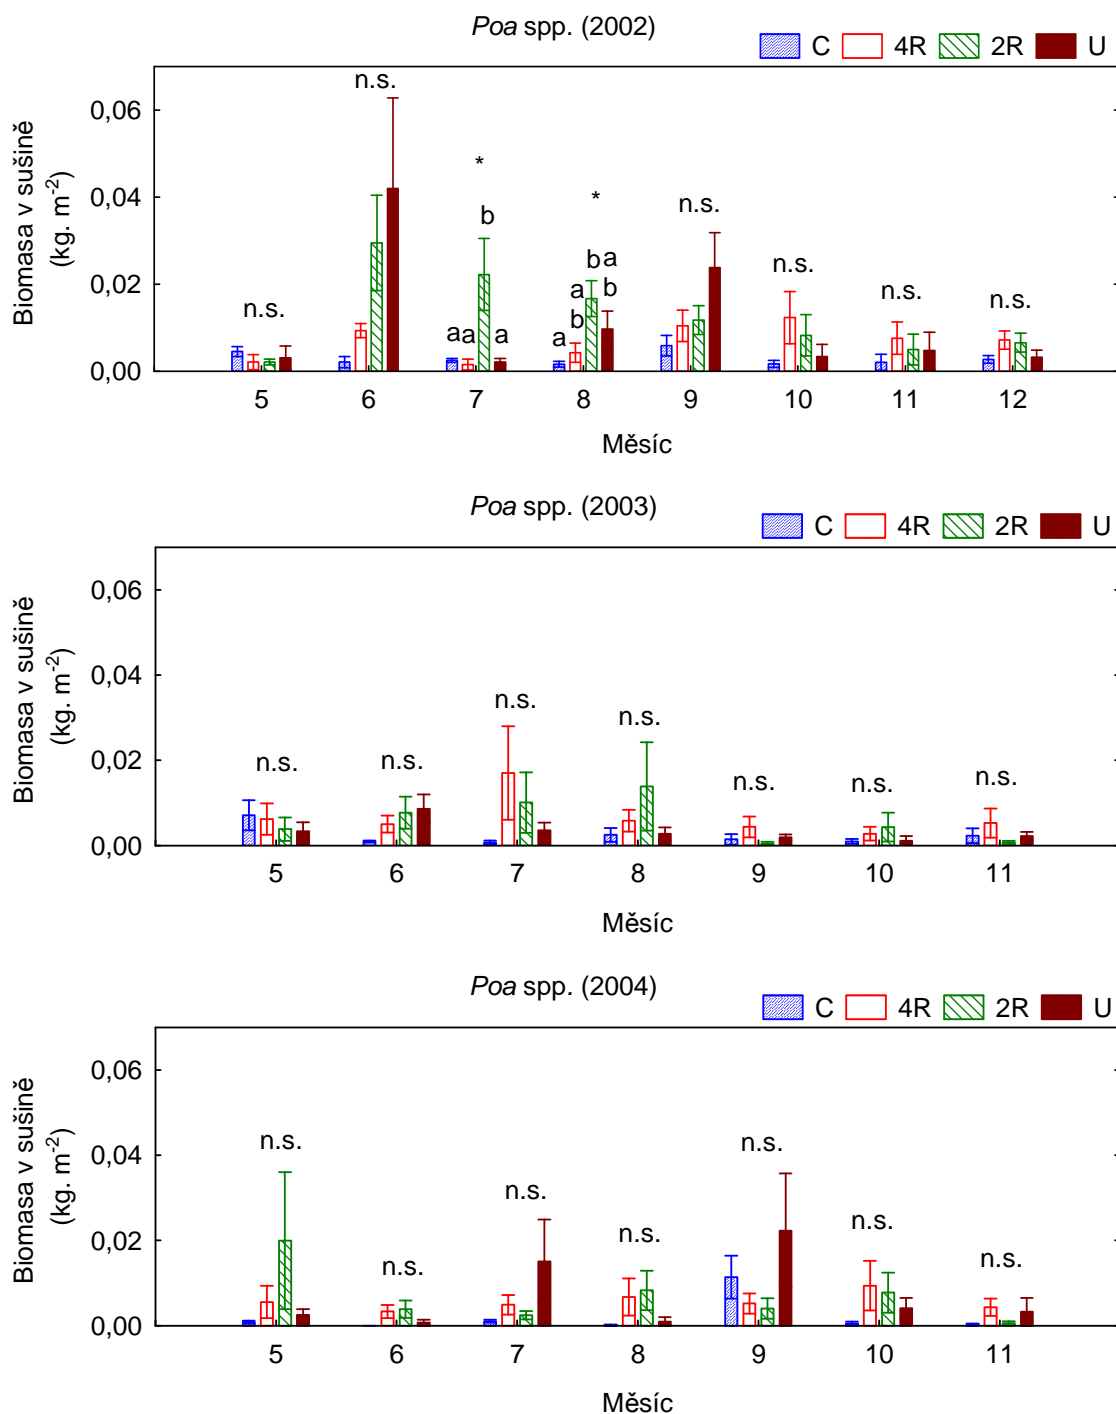 Poa spp. (2002)
C 4R 2R U
Biomasa v sušině
(kg. m-2)
0,06
0,04
0,02
0,00
n.s.
n.s.
*
b
a a a
*
b a
a b
b
a
n.s.
n.s.
n.s.
n.s.
5 6 7 8 9 10 11 12
Měsíc
Poa spp. (2003)
C 4R 2R U
Biomasa v sušině
(kg. m-2)
0,06
0,04
0,02
0,00
n.s. n.s. n.s. n.s. n.s. n.s. n.s.
5 6 7 8 9 10 11
Měsíc
Poa spp. (2004)
C 4R 2R U
Biomasa v sušině
(kg. m-2)
0,06
0,04
0,02
0,00
n.s. n.s. n.s. n.s. n.s. n.s. n.s.
5 6 7 8 9 10 11
Měsíc